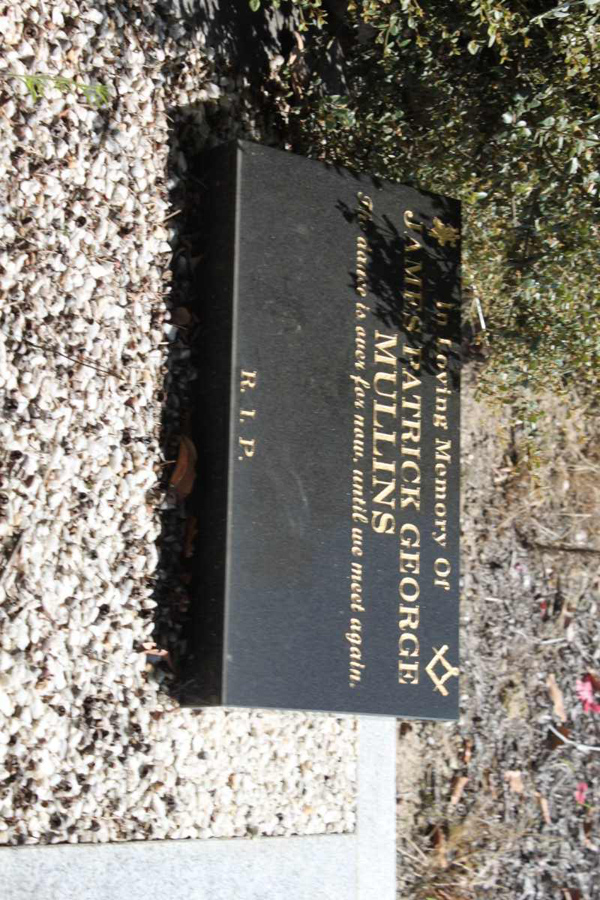 In Loving Memory Of
JAMES PATRICK GEORGE
MULLINS
The dance is over for now, until we meet again.
R. I. P.